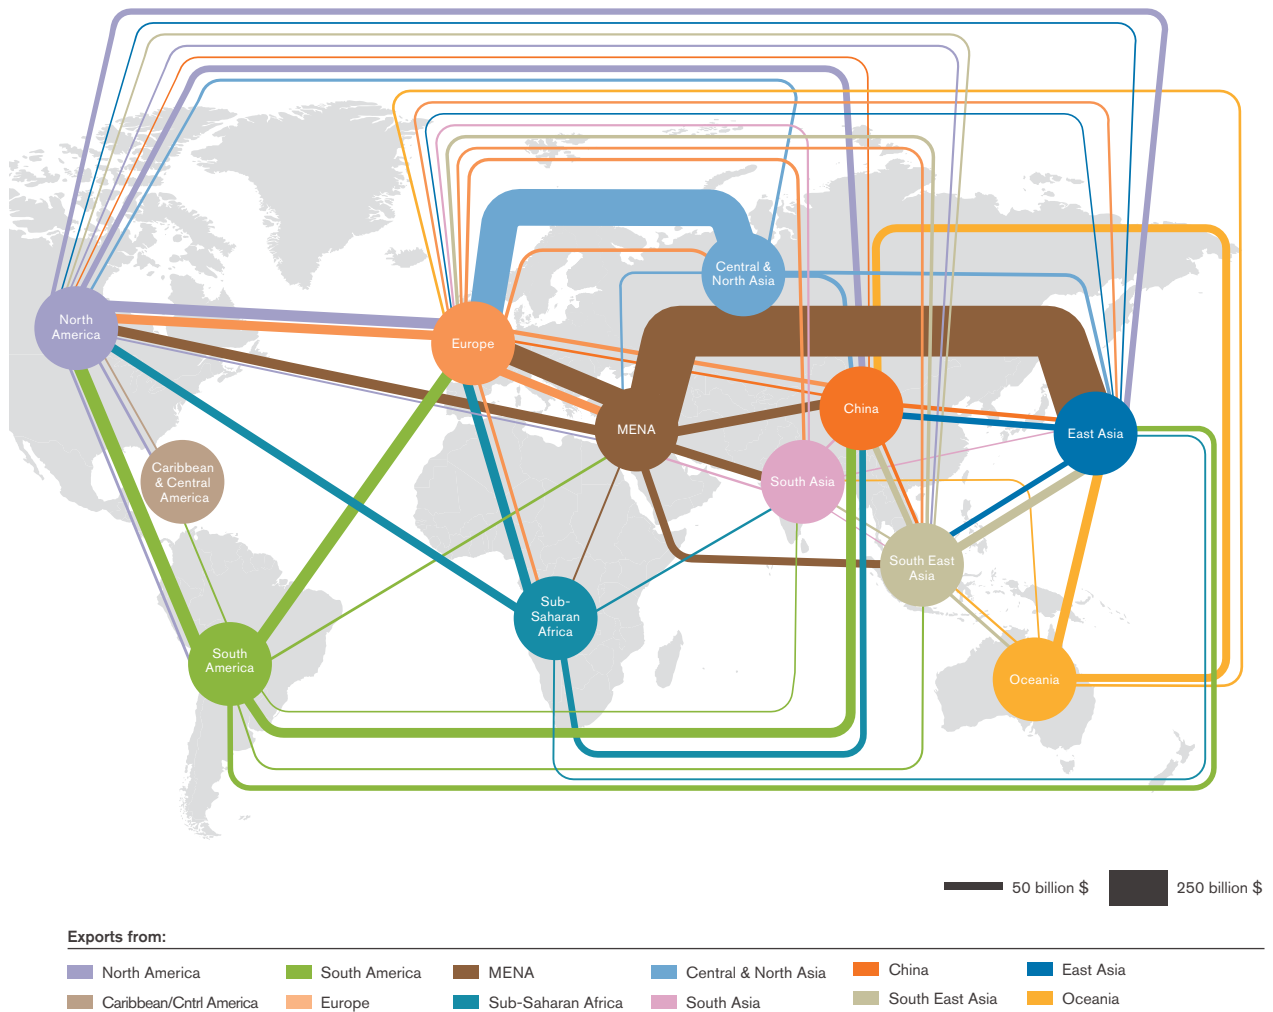 Central &
North Asia
North
America
Europe
China
MENA
East Asia
Caribbean
& Central
America
South Asia
South East
Asia
Sub-
Saharan
Africa
South
America
Oceania
50 billion $
250 billion $
Exports from:
North America
South America
MENA
Central & North Asia
China
East Asia
Caribbean/Cntrl America
Europe
Sub-Saharan Africa
South Asia
South East Asia
Oceania